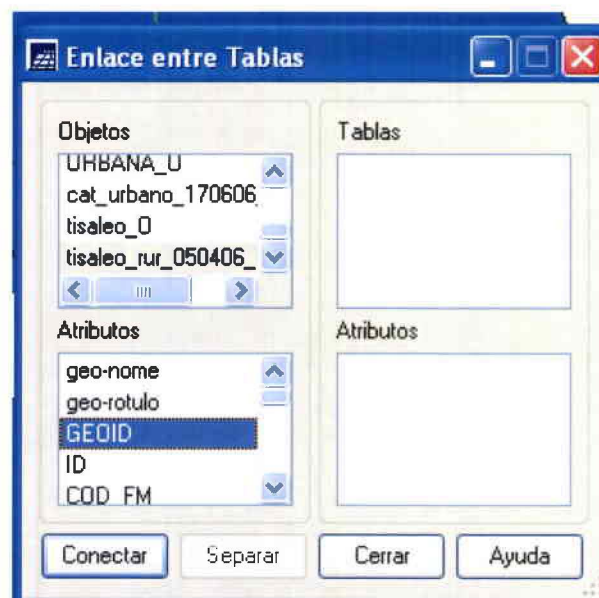 Enlace entre Tablas
Objetos
URBANA_U
cat_urbano_170606_
tisaleo_0
tisaleo_rur_050406_
Atributos
geo-nome
geo-rotulo
GEOID
ID
COD_FM
Tablas
Atributos
Conectar
Separar
Cerrar
Ayuda